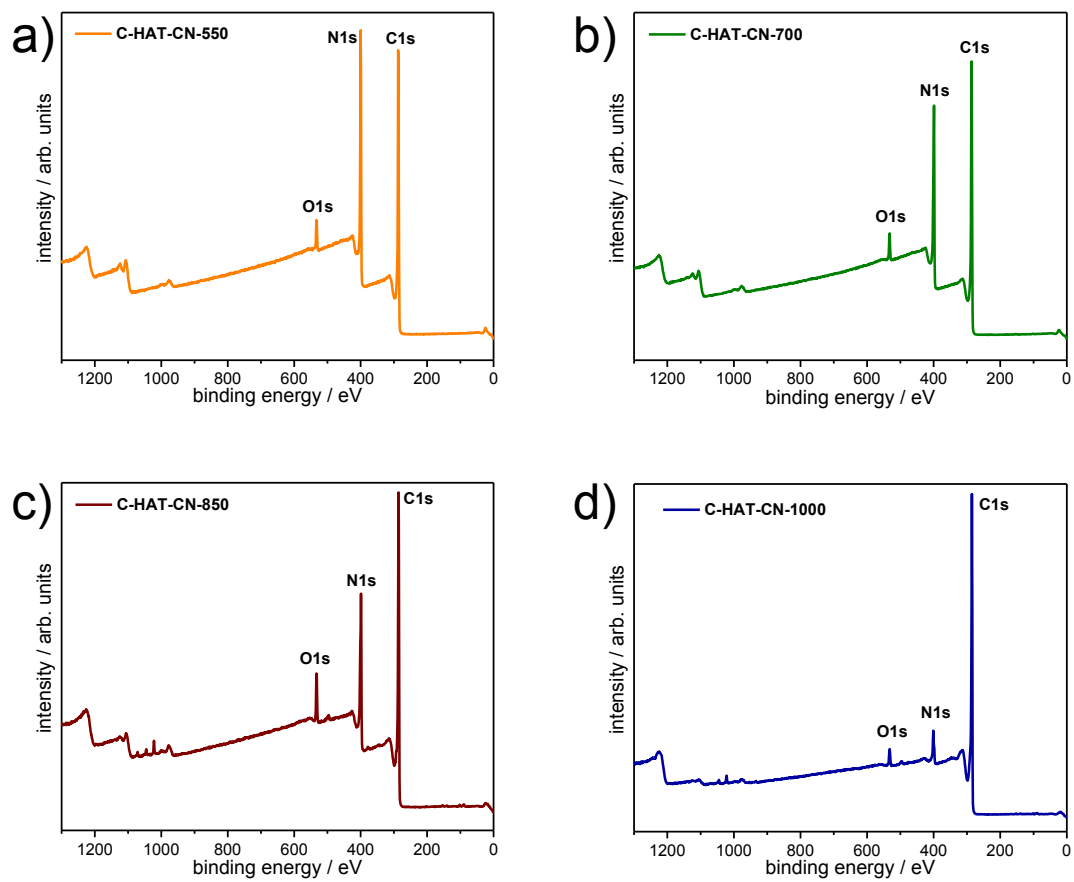 a)
C-HAT-CN-550
N1s
C1s
O1s
intensity / arb. units
1200 1000 800 600 400 200 0
binding energy / eV
b)
C-HAT-CN-700
C1s
N1s
O1s
intensity / arb. units
1200 1000 800 600 400 200 0
binding energy / eV
c)
C-HAT-CN-850
C1s
N1s
O1s
intensity / arb. units
1200 1000 800 600 400 200 0
binding energy / eV
d)
C-HAT-CN-1000
C1s
N1s
O1s
intensity / arb. units
1200 1000 800 600 400 200 0
binding energy / eV